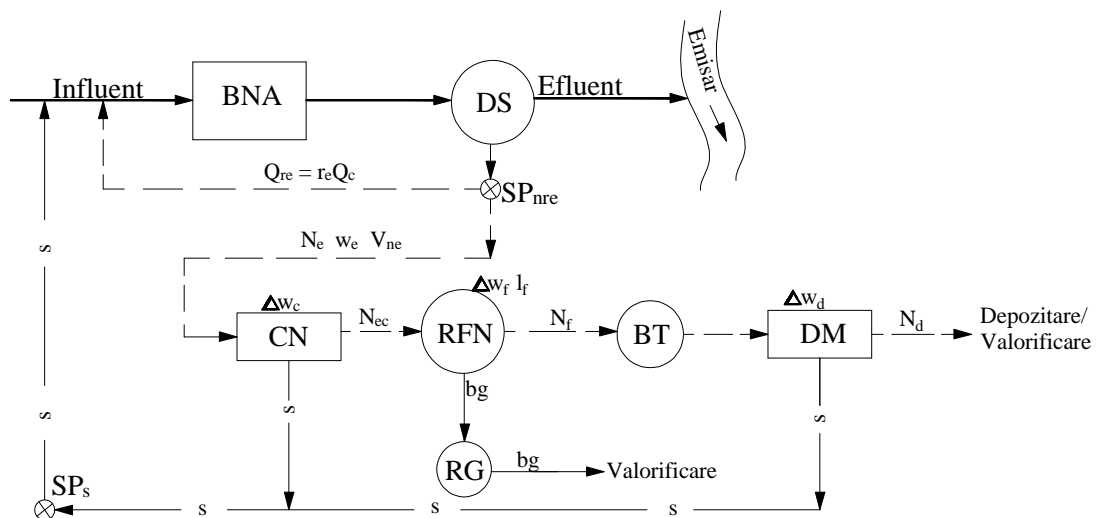 Influent
BNA
DS
Efluent
Emisar
Qre = reQc
SPnre
Ne we Vne
Δwc
CN
Nec
Δwf lf
RFN
Nf
BT
Δwd
DM
Nd
Depozitare/
Valorificare
s
s
s
s
bg
RG
bg
Valorificare
SPs
s
s
s